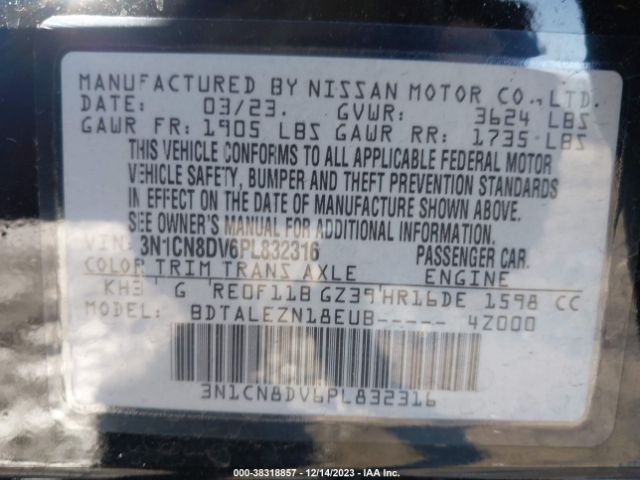 MANUFACTURED BY NISSAN MOTOR CO., LTD.
DATE: 03/23. GVWR: 3624 LBS
GAWR FR: 1905 LBS GAWR RR: 1735 LBS
THIS VEHICLE CONFORMS TO ALL APPLICABLE FEDERAL MOTOR
VEHICLE SAFETY, BUMPER AND THEFT PREVENTION STANDARDS
IN EFFECT ON THE DATE OF MANUFACTURE SHOWN ABOVE.
SEE OWNER'S MANUAL FOR ADDITIONAL INFORMATION
VIN: 3N1CN8DV6PL832316 PASSENGER CAR.
COLOR TRIM TRANS AXLE ENGINE
KH3 G RE0F11B GZ39 HR16DE 1598 CC
MODEL: BDTALEZN18EUB----- 4Z000
3N1CN8DV6PL832316
000-38318857 - 12/14/2023 - IAA Inc.